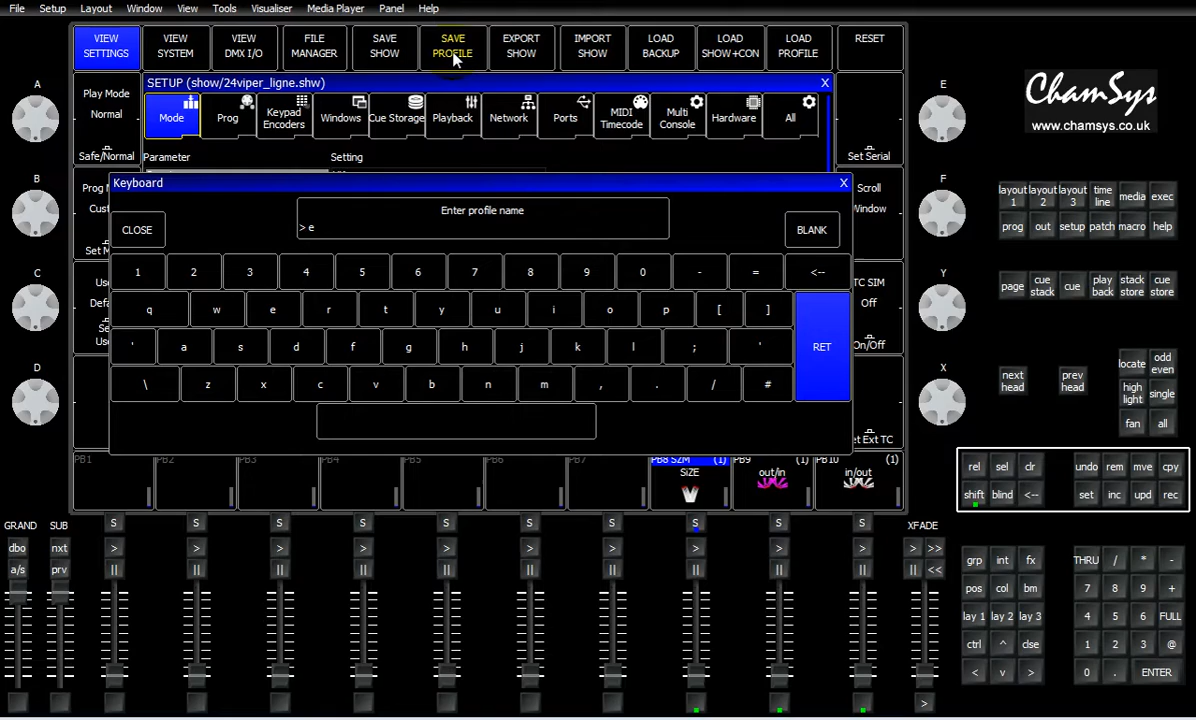 File Setup Layout Window View Tools Visualiser Media Player Panel Help
VIEW SETTINGS
VIEW SYSTEM
VIEW DMX I/O
FILE MANAGER
SAVE SHOW
SAVE PROFILE
EXPORT SHOW
IMPORT SHOW
LOAD BACKUP
LOAD SHOW+CON
LOAD PROFILE
RESET
SETUP (show/24viper_ligne.shw) X
Mode Prog Keypad Encoders Windows Cue Storage Playback Network Ports MIDI Timecode Multi Console Hardware All
Parameter Setting
A Play Mode
Normal
Safe/Normal
E
Set Serial
ChamSys
www.chamsys.co.uk
Keyboard X
Enter profile name
CLOSE > e BLANK
1 2 3 4 5 6 7 8 9 0 - = <--
q w e r t y u i o p [ ]
' a s d f g h j k l ; ' RET
\ z x c v b n m , . / #
B
C
D
F Scroll
Window
Y TC SIM
Off
On/Off
X
layout 1 layout 2 layout 3 time line media exec
prog out setup patch macro help
page cue stack cue play back stack store cue store
next head prev head locate odd even
high light single
fan all
rel sel clr undo rem mve cpy
shift blind <-- set inc upd rec
PB1 PB2 PB3 PB4 PB5 PB6 PB7 PB8 SZM (1) PB9 (1) PB10 (1)
SiZE out/in in/out
GRAND SUB S S S S S S S S S S XFADE
dbo nxt > > > > > > > > > > > >>
a/s prv || || || || || || || || || || || <<
grp int fx THRU / * -
pos col bm 7 8 9 +
lay 1 lay 2 lay 3 4 5 6 FULL
ctrl ^ clse 1 2 3 @
< v > 0 . ENTER
>